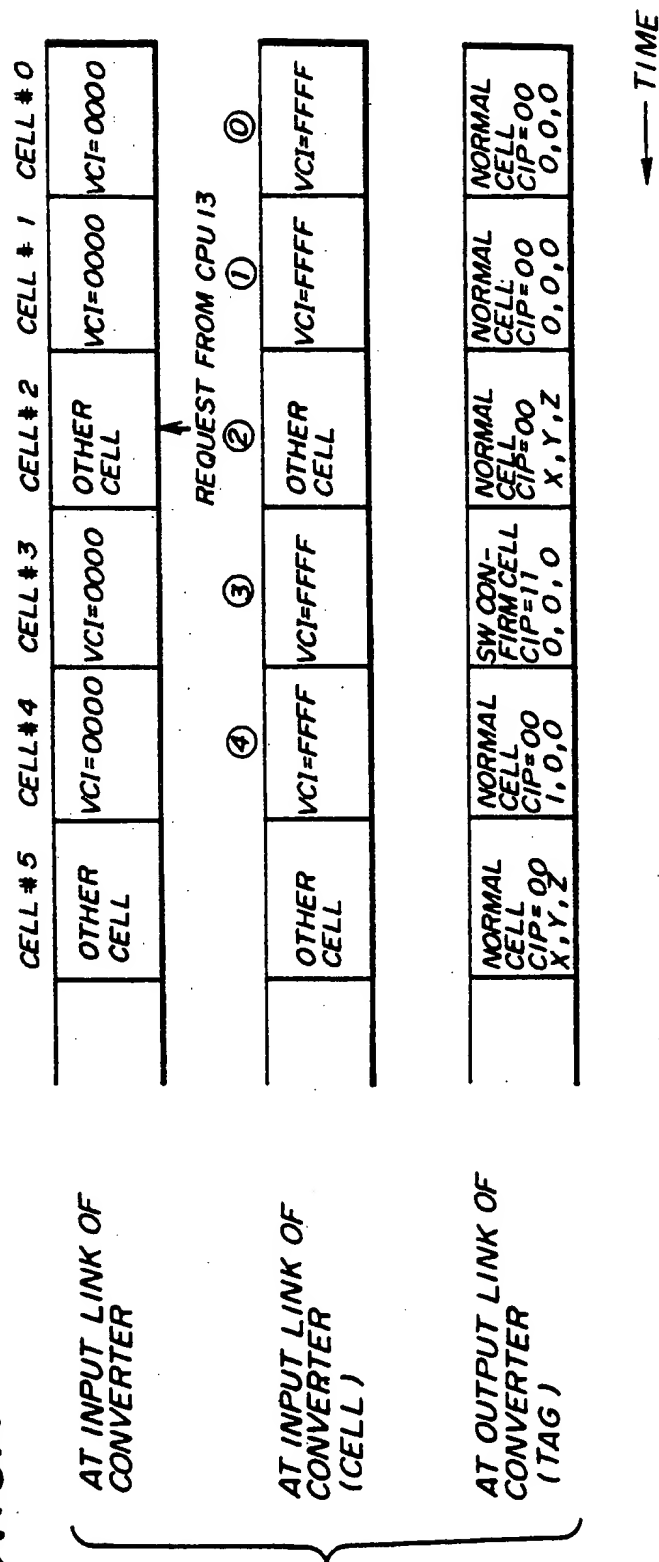 CELL#5 CELL#4 CELL#3 CELL#2 CELL#1 CELL#0
AT INPUT LINK OF
CONVERTER
OTHER
CELL
VCI=0000
VCI=0000
OTHER
CELL
VCI=0000
VCI=0000
REQUEST FROM CPU 13
④ ③ ② ① ⓪
AT INPUT LINK OF
CONVERTER
(CELL)
OTHER
CELL
VCI=FFFF
VCI=FFFF
OTHER
CELL
VCI=FFFF
VCI=FFFF
AT OUTPUT LINK OF
CONVERTER
(TAG)
NORMAL
CELL
CIP=00
X,Y,Z
NORMAL
CELL
CIP=00
1,0,0
SW CON-
FIRM CELL
CIP=11
0,0,0
NORMAL
CELL
CIP=00
X,Y,Z
NORMAL
CELL
CIP=00
0,0,0
NORMAL
CELL
CIP=00
0,0,0
TIME